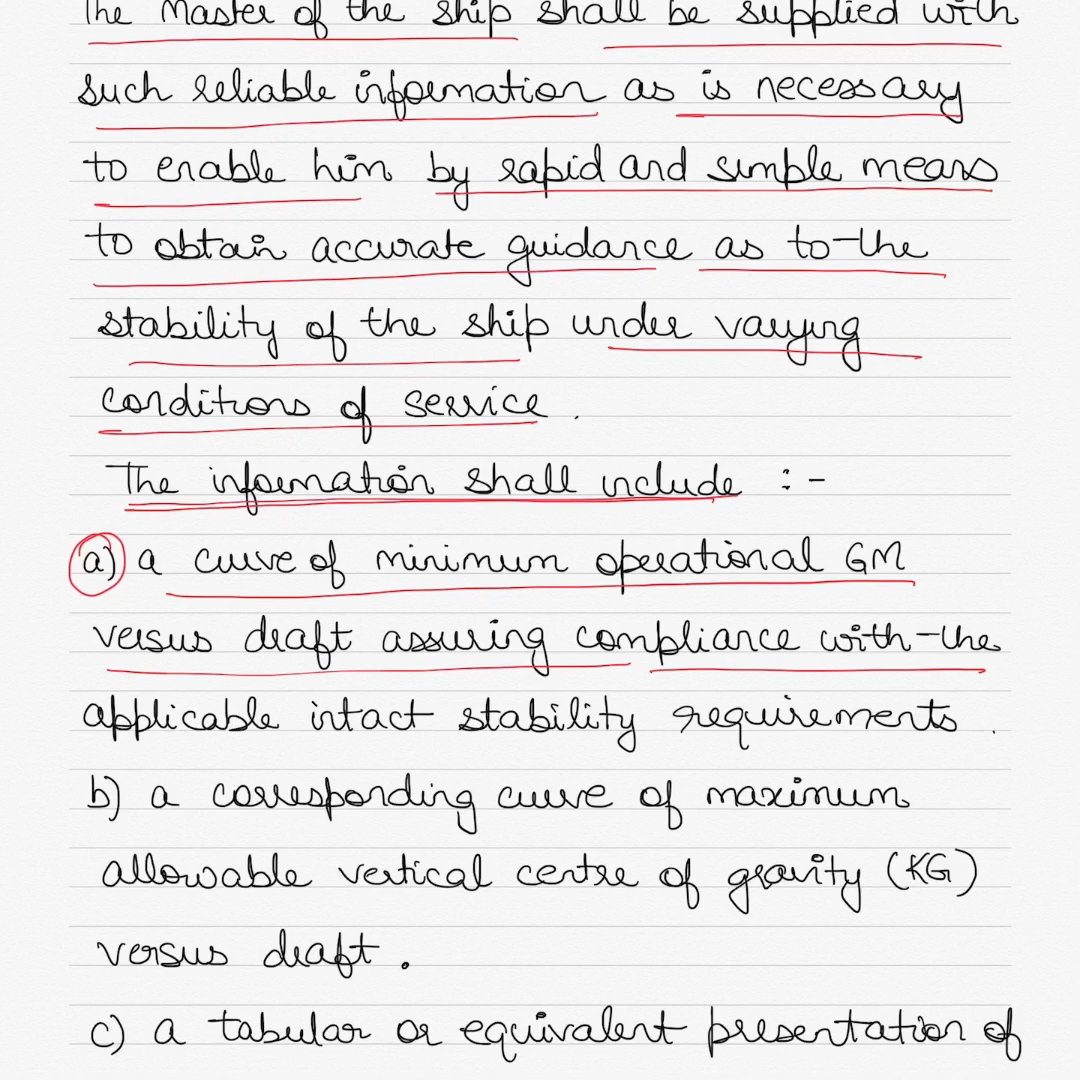 The Master of the ship shall be supplied with
such reliable information as is necessary
to enable him by rapid and simple means
to obtain accurate guidance as to the
stability of the ship under varying
conditions of service .
The information shall include :-
a) a curve of minimum operational GM
versus draft assuring compliance with the
applicable intact stability requirements .
b) a corresponding curve of maximum
allowable vertical centre of gravity (KG)
versus draft .
c) a tabular or equivalent presentation of